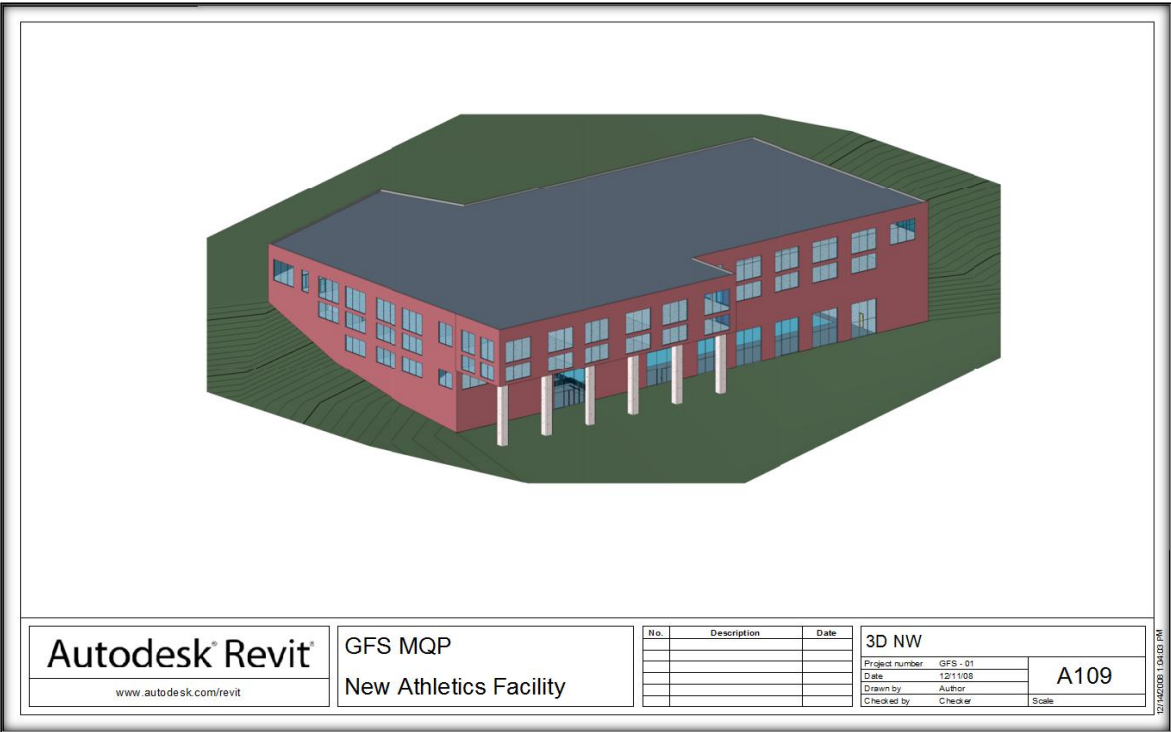 Autodesk® Revit®
www.autodesk.com/revit
GFS MQP
New Athletics Facility
No. Description Date
3D NW
Project number GFS - 01
Date 12/11/08
Drawn by Author
Checked by Checker
A109
Scale
12/14/2008 1:04:03 PM